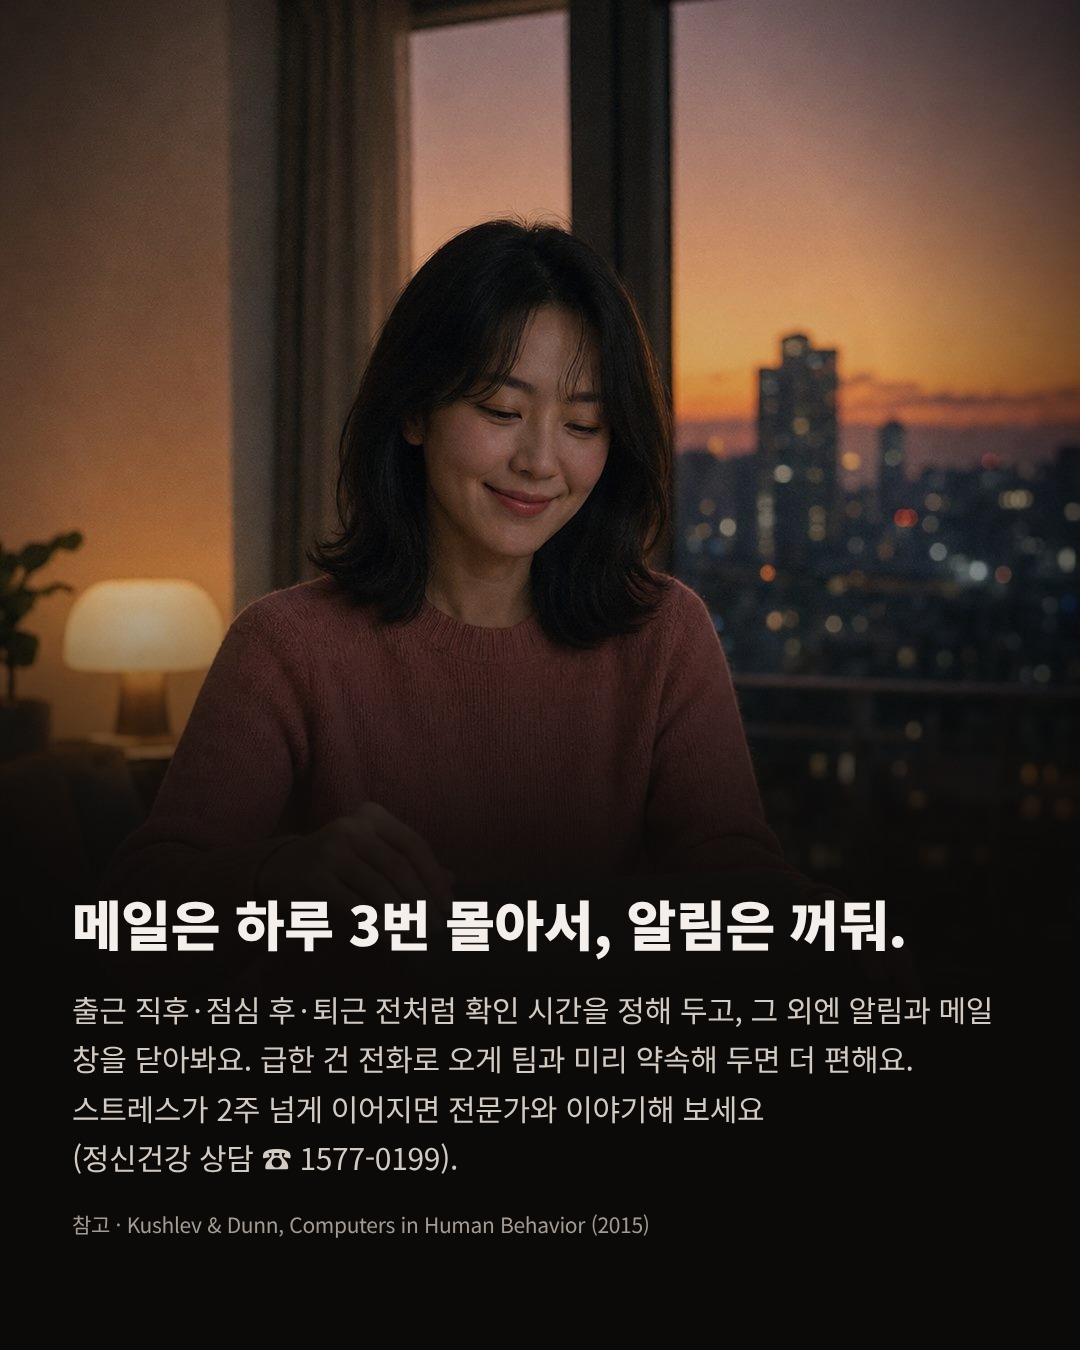 메일은 하루 3번 몰아서, 알림은 꺼둬.
출근 직후·점심 후·퇴근 전처럼 확인 시간을 정해 두고, 그 외엔 알림과 메일
창을 닫아봐요. 급한 건 전화로 오게 팀과 미리 약속해 두면 더 편해요.
스트레스가 2주 넘게 이어지면 전문가와 이야기해 보세요
(정신건강 상담 ☎ 1577-0199).
참고 · Kushlev & Dunn, Computers in Human Behavior (2015)